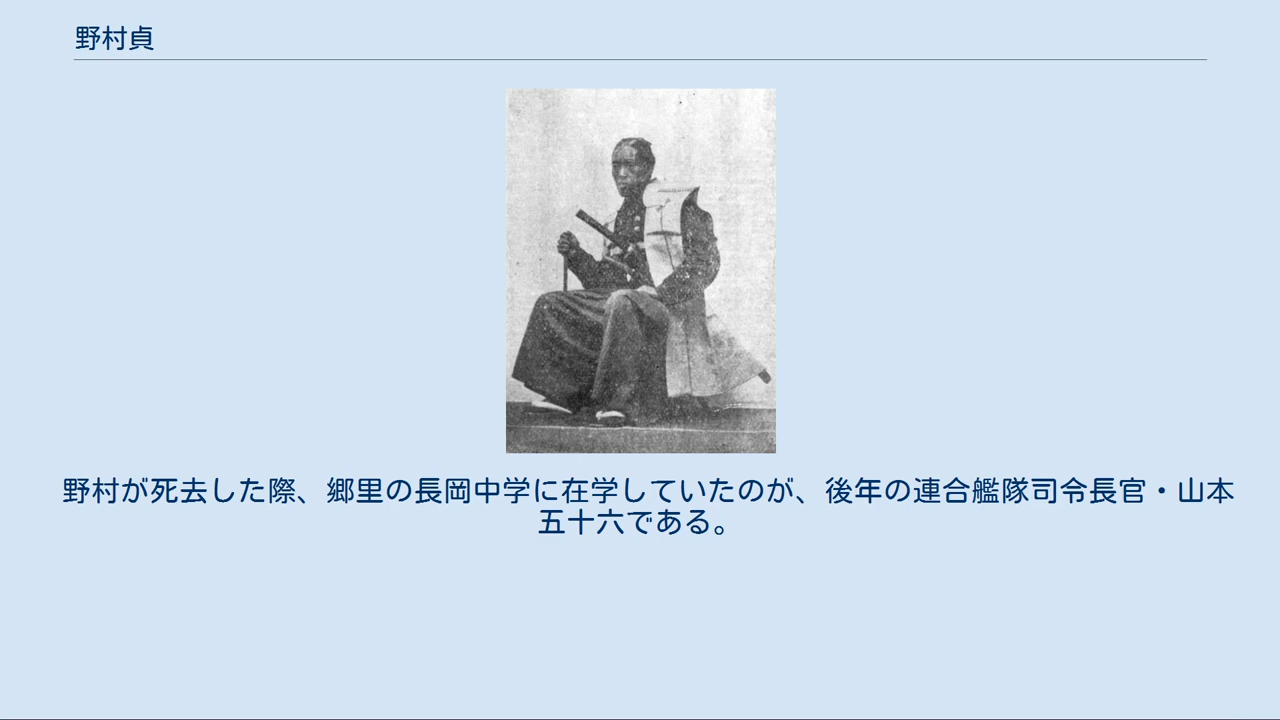 野村貞
野村が死去した際、郷里の長岡中学に在学していたのが、後年の連合艦隊司令長官・山本
五十六である。